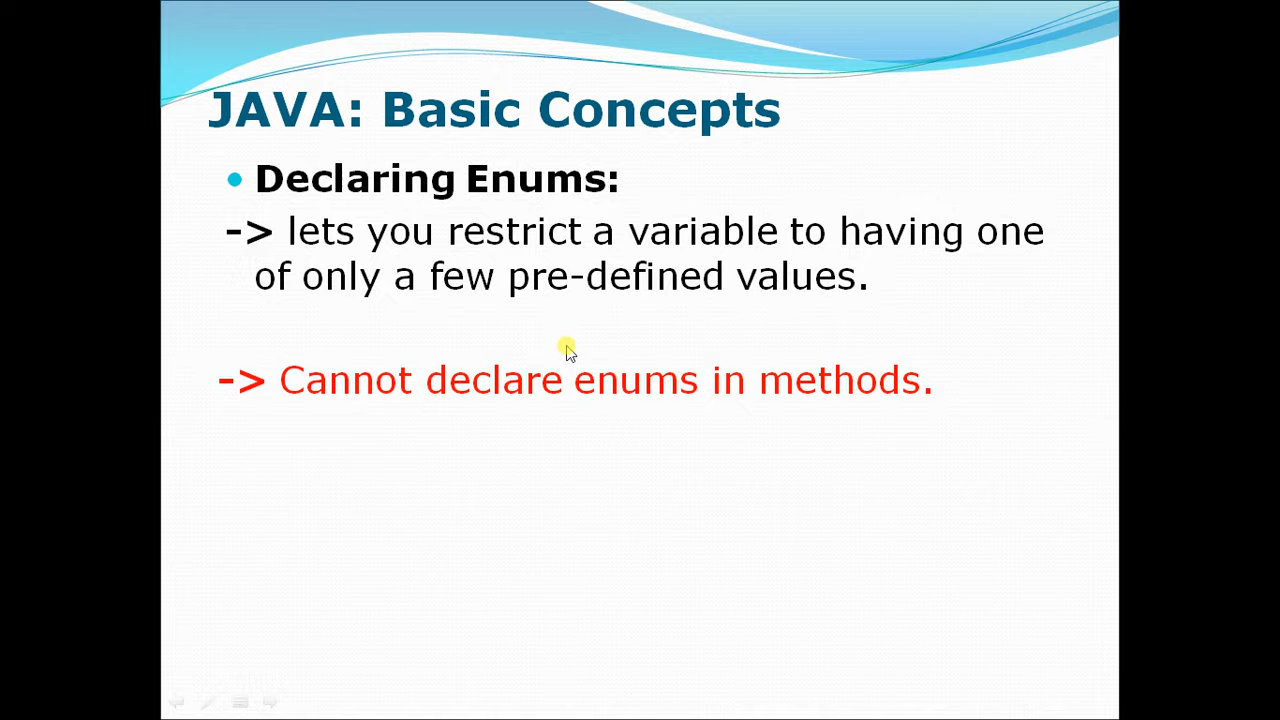 JAVA: Basic Concepts
• Declaring Enums:
-> lets you restrict a variable to having one
of only a few pre-defined values.
-> Cannot declare enums in methods.